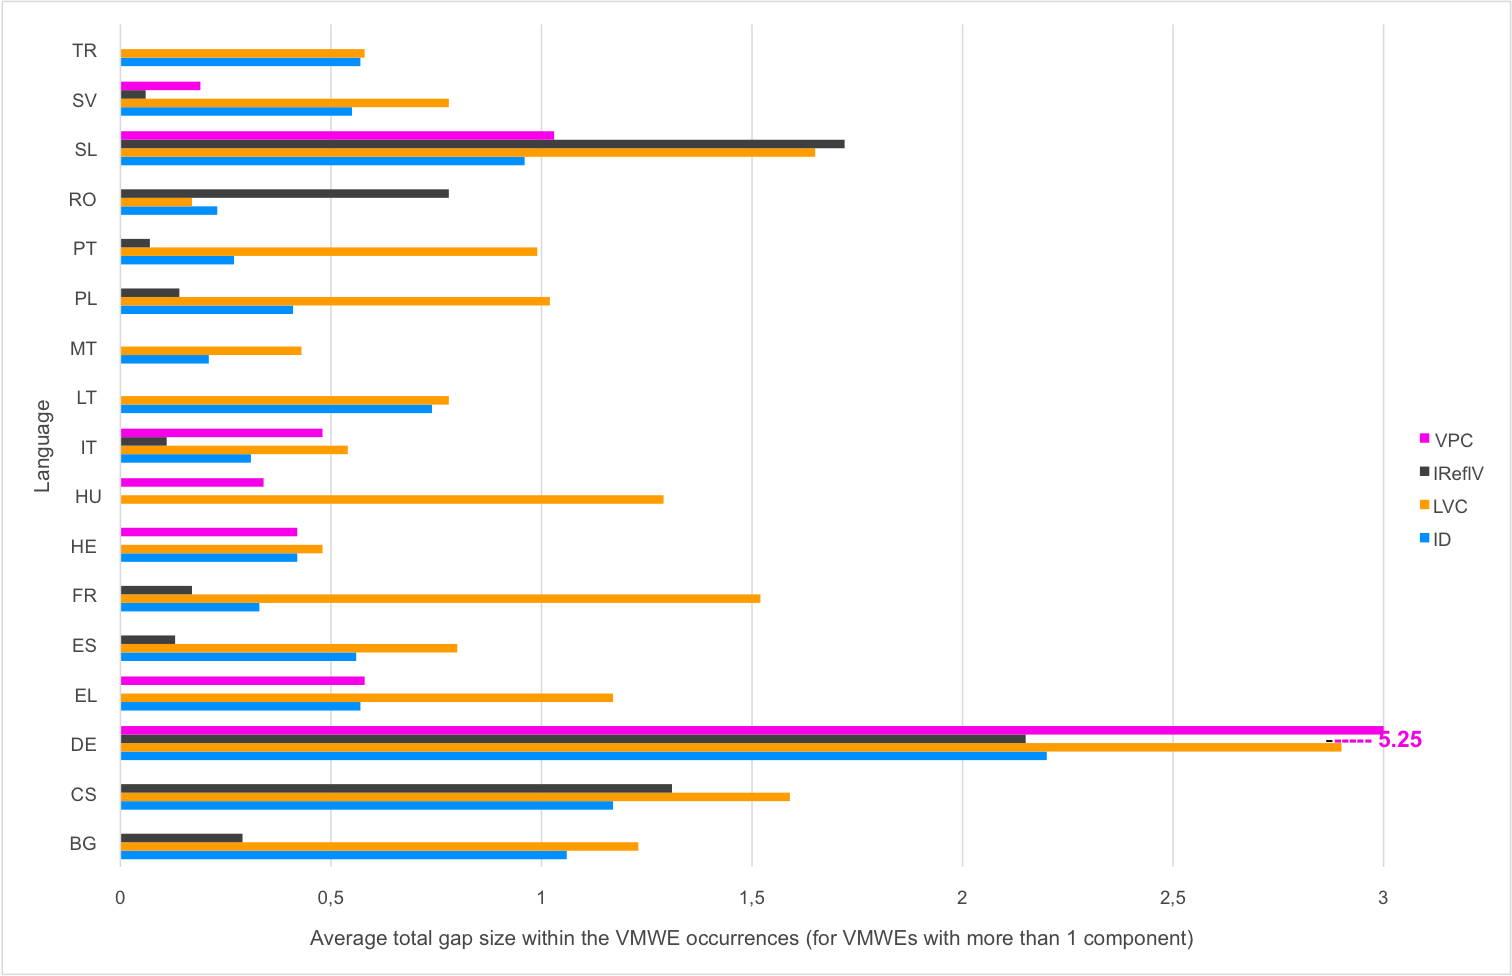 TR
SV
SL
RO
PT
PL
MT
LT
IT
HU
HE
FR
ES
EL
DE
CS
BG
Language
5.25
VPC
IReflV
LVC
ID
0 0,5 1 1,5 2 2,5 3
Average total gap size within the VMWE occurrences (for VMWEs with more than 1 component)